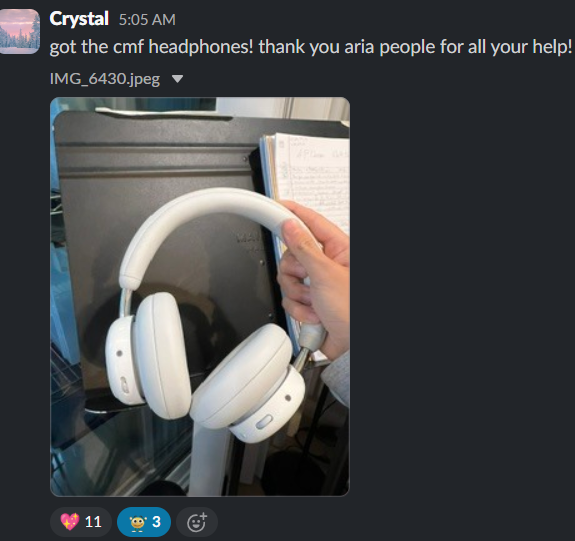 Crystal 5:05 AM
got the cmf headphones! thank you aria people for all your help!
IMG_6430.jpeg
11
3